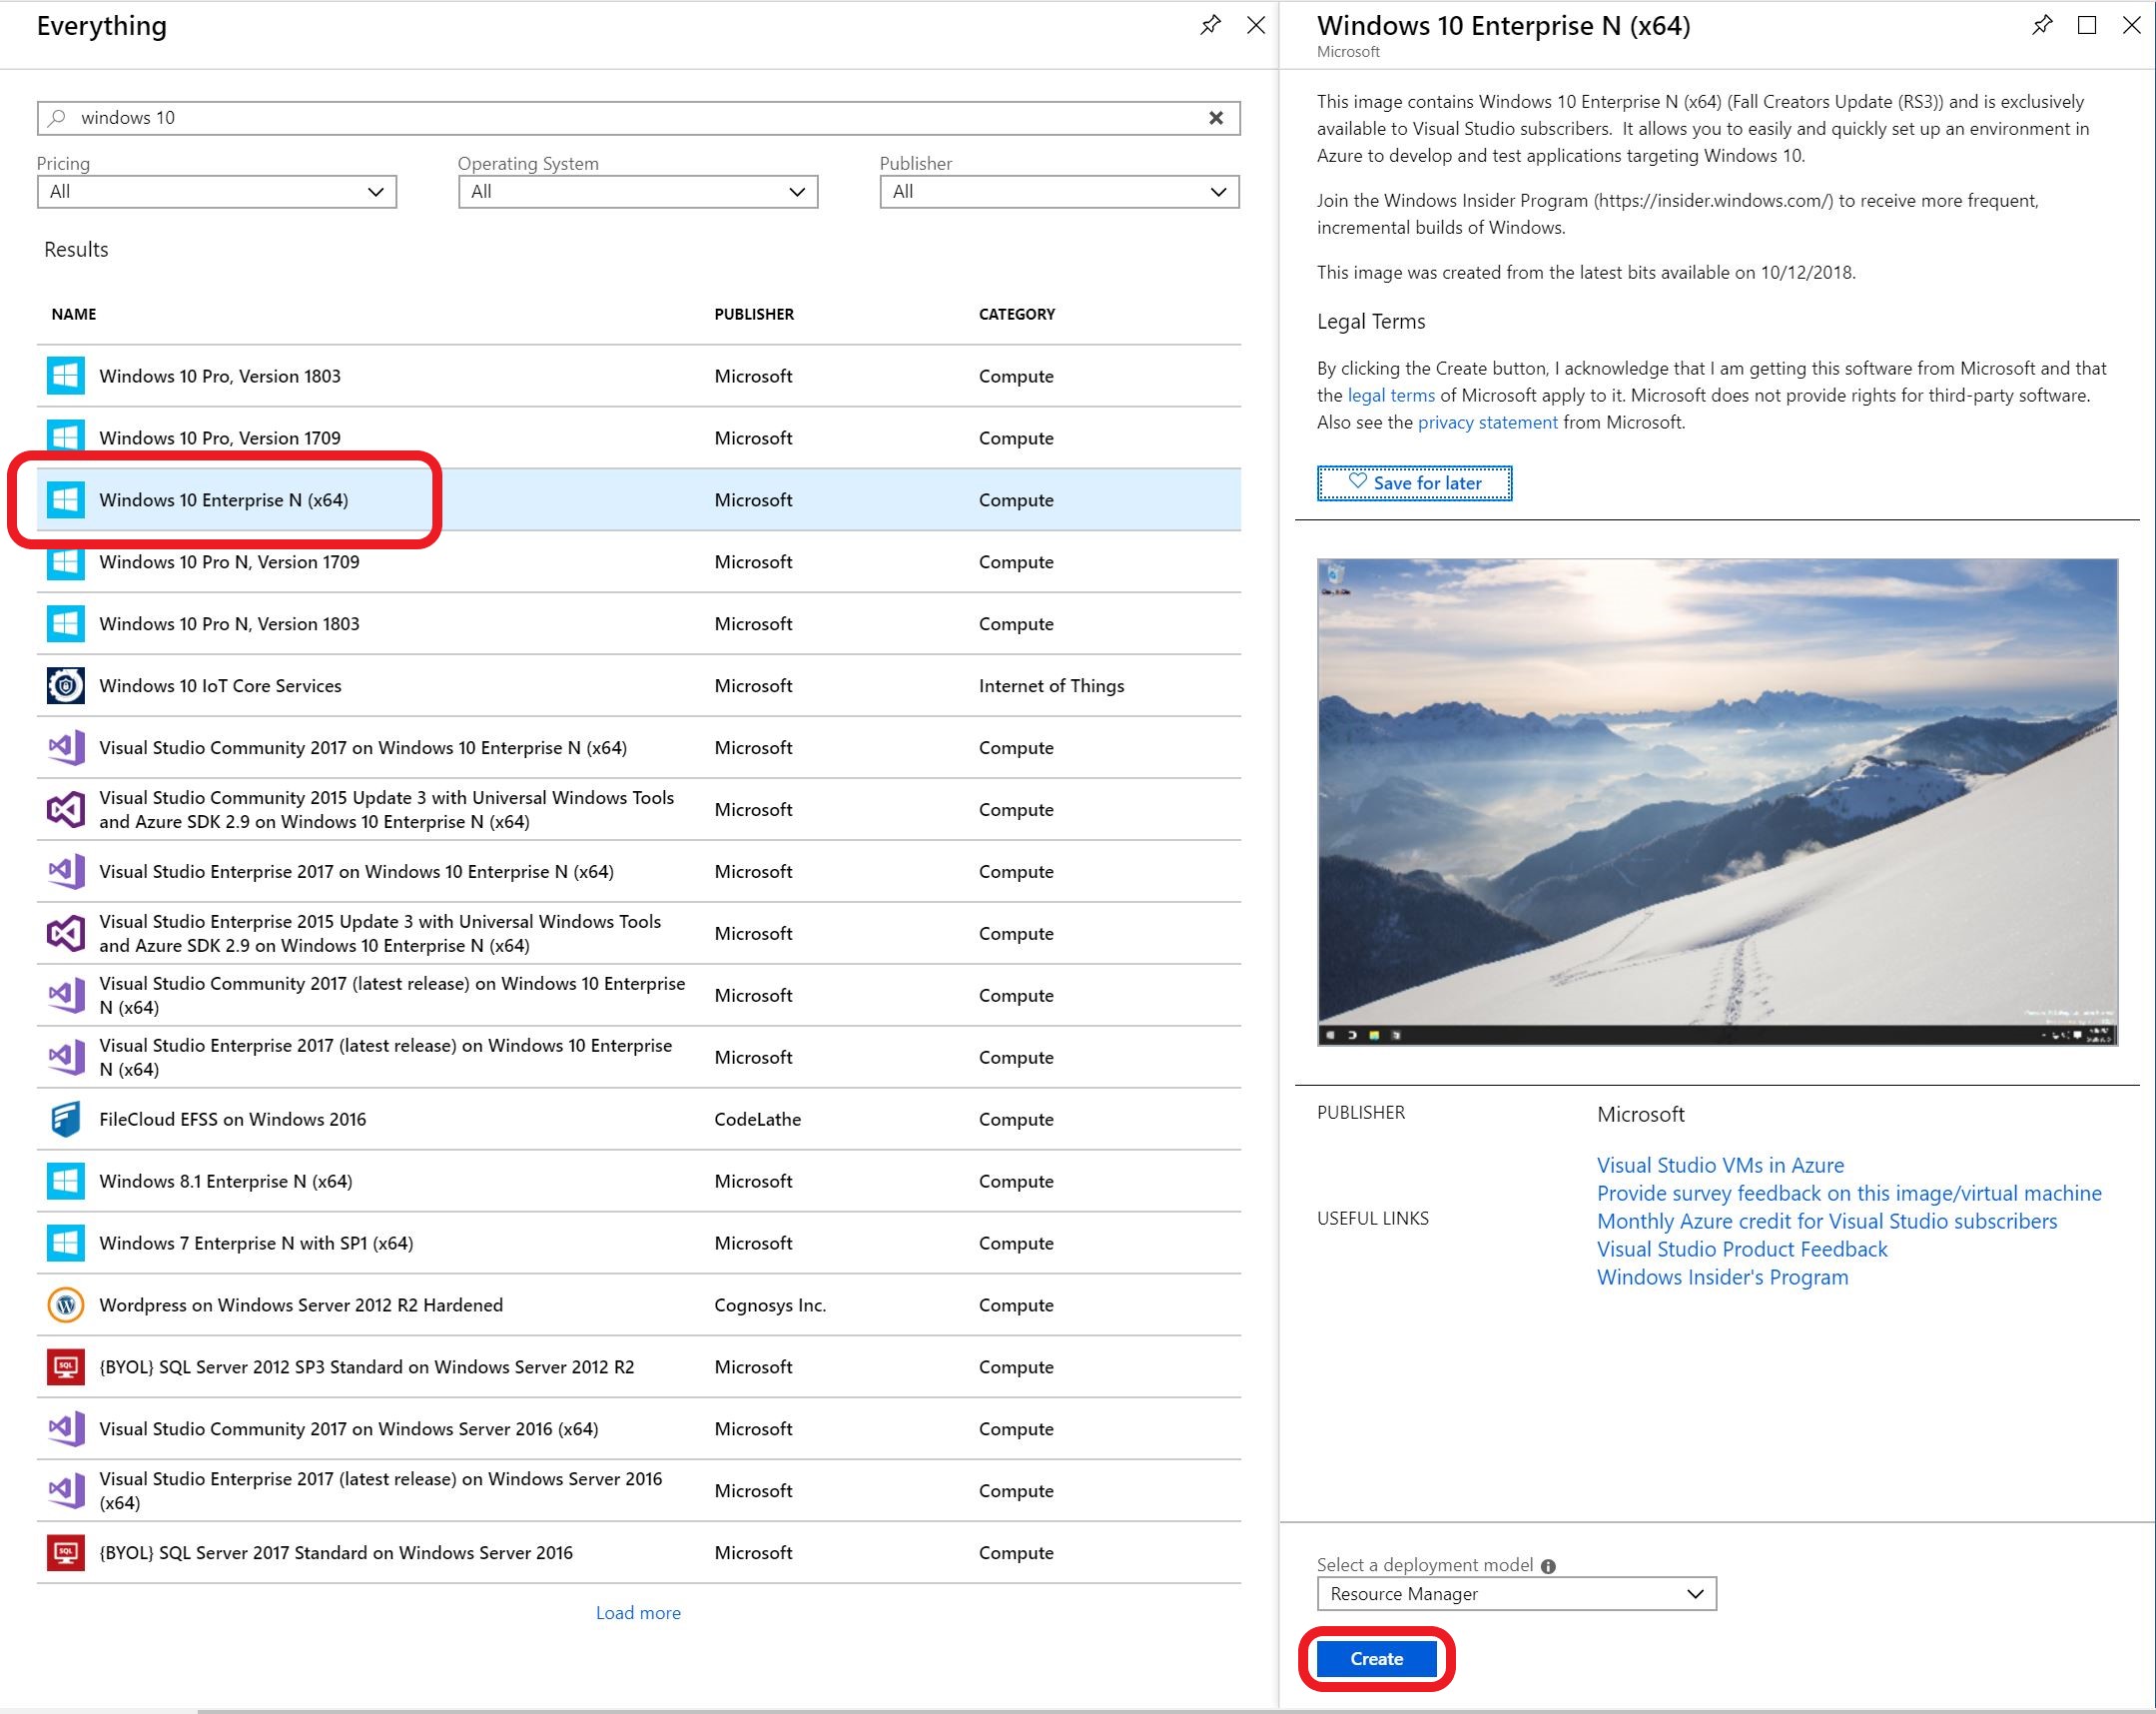 Everything
windows 10
Pricing
All
Operating System
All
Publisher
All
Results
NAME PUBLISHER CATEGORY
Windows 10 Pro, Version 1803 Microsoft Compute
Windows 10 Pro, Version 1709 Microsoft Compute
Windows 10 Enterprise N (x64) Microsoft Compute
Windows 10 Pro N, Version 1709 Microsoft Compute
Windows 10 Pro N, Version 1803 Microsoft Compute
Windows 10 IoT Core Services Microsoft Internet of Things
Visual Studio Community 2017 on Windows 10 Enterprise N (x64) Microsoft Compute
Visual Studio Community 2015 Update 3 with Universal Windows Tools
and Azure SDK 2.9 on Windows 10 Enterprise N (x64) Microsoft Compute
Visual Studio Enterprise 2017 on Windows 10 Enterprise N (x64) Microsoft Compute
Visual Studio Enterprise 2015 Update 3 with Universal Windows Tools
and Azure SDK 2.9 on Windows 10 Enterprise N (x64) Microsoft Compute
Visual Studio Community 2017 (latest release) on Windows 10 Enterprise
N (x64) Microsoft Compute
Visual Studio Enterprise 2017 (latest release) on Windows 10 Enterprise
N (x64) Microsoft Compute
FileCloud EFSS on Windows 2016 CodeLathe Compute
Windows 8.1 Enterprise N (x64) Microsoft Compute
Windows 7 Enterprise N with SP1 (x64) Microsoft Compute
Wordpress on Windows Server 2012 R2 Hardened Cognosys Inc. Compute
SQL {BYOL} SQL Server 2012 SP3 Standard on Windows Server 2012 R2 Microsoft Compute
Visual Studio Community 2017 on Windows Server 2016 (x64) Microsoft Compute
Visual Studio Enterprise 2017 (latest release) on Windows Server 2016
(x64) Microsoft Compute
SQL {BYOL} SQL Server 2017 Standard on Windows Server 2016 Microsoft Compute
Load more
Windows 10 Enterprise N (x64)
Microsoft
This image contains Windows 10 Enterprise N (x64) (Fall Creators Update (RS3)) and is exclusively
available to Visual Studio subscribers. It allows you to easily and quickly set up an environment in
Azure to develop and test applications targeting Windows 10.
Join the Windows Insider Program (https://insider.windows.com/) to receive more frequent,
incremental builds of Windows.
This image was created from the latest bits available on 10/12/2018.
Legal Terms
By clicking the Create button, I acknowledge that I am getting this software from Microsoft and that
the legal terms of Microsoft apply to it. Microsoft does not provide rights for third-party software.
Also see the privacy statement from Microsoft.
Save for later
PUBLISHER Microsoft
USEFUL LINKS
Visual Studio VMs in Azure
Provide survey feedback on this image/virtual machine
Monthly Azure credit for Visual Studio subscribers
Visual Studio Product Feedback
Windows Insider's Program
Select a deployment model
Resource Manager
Create